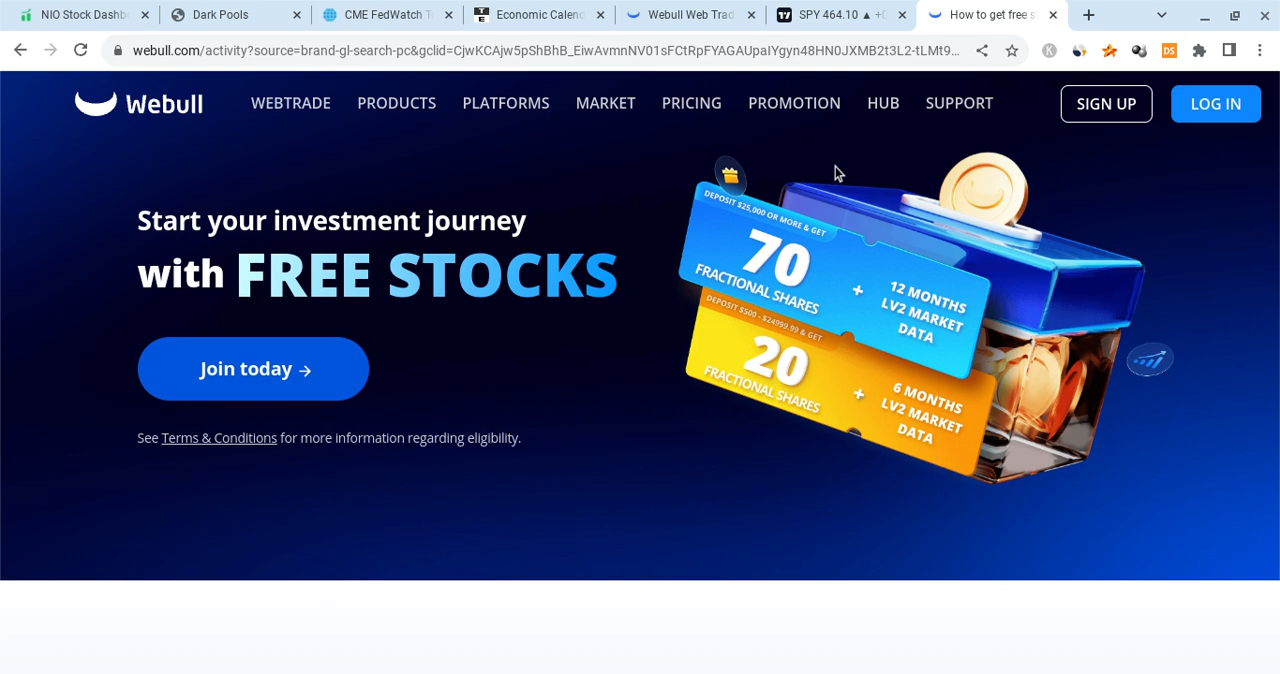 NIO Stock Dashb
Dark Pools
CME FedWatch T
Economic Calend
Webull Web Trad
SPY 464.10 ▲ +0
How to get free s
webull.com/activity?source=brand-gl-search-pc&gclid=CjwKCAjw5pShBhB_EiwAvmnNV01sFCtRpFYAGAUpaIYgyn48HN0JXMB2t3L2-tLMt9...
Webull
WEBTRADE PRODUCTS PLATFORMS MARKET PRICING PROMOTION HUB SUPPORT
SIGN UP
LOG IN
Start your investment journey
with FREE STOCKS
Join today →
See Terms & Conditions for more information regarding eligibility.
DEPOSIT $25,000 OR MORE & GET
70
FRACTIONAL SHARES
+
12 MONTHS
LV2 MARKET
DATA
DEPOSIT $500 - $24999.99 & GET
20
FRACTIONAL SHARES
+
6 MONTHS
LV2 MARKET
DATA
K
DS